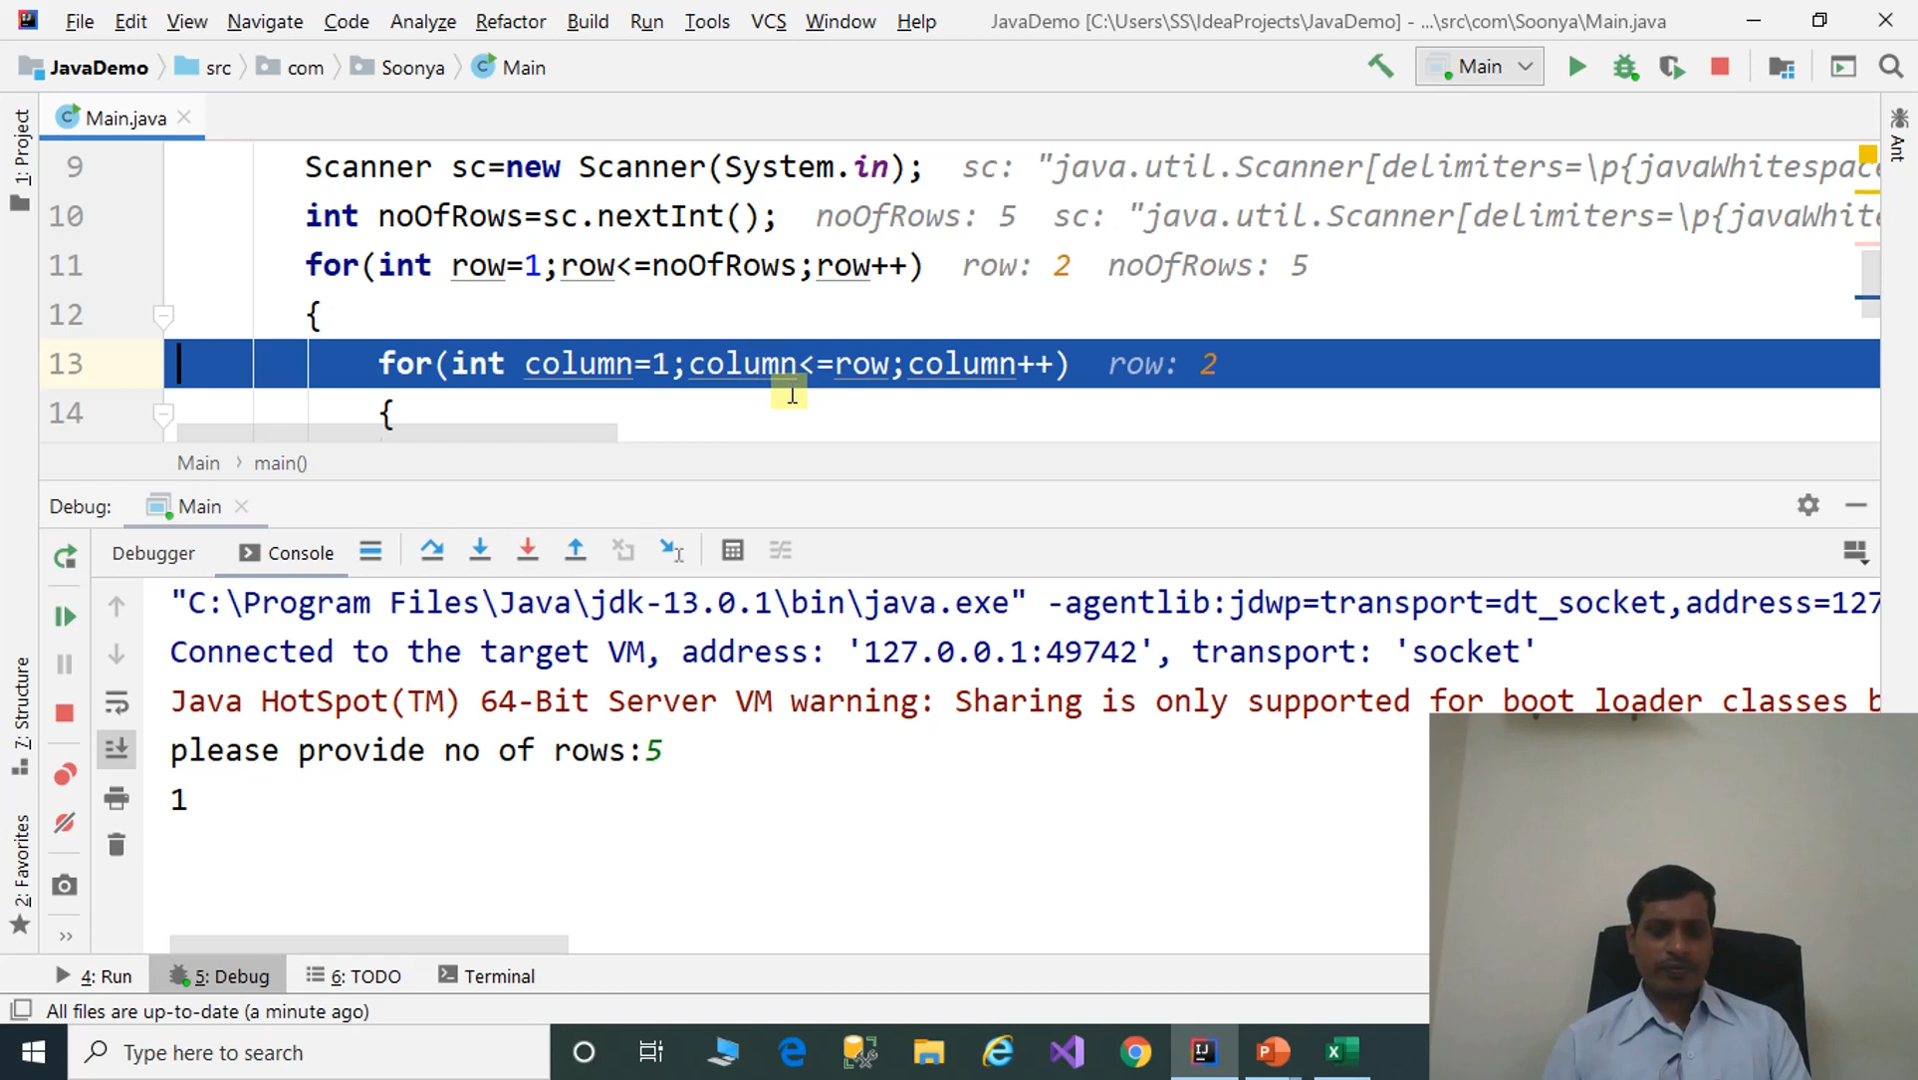 File Edit View Navigate Code Analyze Refactor Build Run Tools VCS Window Help JavaDemo [C:\Users\SS\IdeaProjects\JavaDemo] - ...\src\com\Soonya\Main.java
JavaDemo src com Soonya Main Main
1: Project
Main.java
Ant
9 Scanner sc=new Scanner(System.in); sc: "java.util.Scanner[delimiters=\p{javaWhitespace
10 int noOfRows=sc.nextInt(); noOfRows: 5 sc: "java.util.Scanner[delimiters=\p{javaWhite
11 for(int row=1;row<=noOfRows;row++) row: 2 noOfRows: 5
12 {
13 for(int column=1;column<=row;column++) row: 2
14 {
Main main()
Debug: Main
Debugger Console
"C:\Program Files\Java\jdk-13.0.1\bin\java.exe" -agentlib:jdwp=transport=dt_socket,address=127
Connected to the target VM, address: '127.0.0.1:49742', transport: 'socket'
Java HotSpot(TM) 64-Bit Server VM warning: Sharing is only supported for boot loader classes b
please provide no of rows:5
1
7: Structure
2: Favorites
4: Run 5: Debug 6: TODO Terminal
All files are up-to-date (a minute ago)
Type here to search